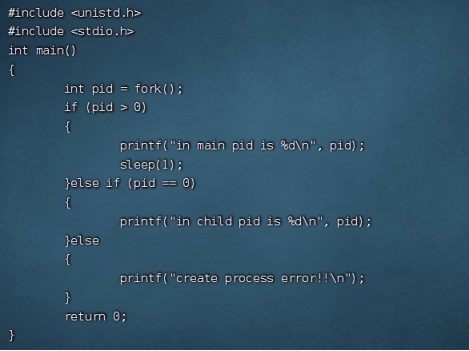 #include <unistd.h>
#include <stdio.h>
int main()
{
        int pid = fork();
        if (pid > 0)
        {
                printf("in main pid is %d\n", pid);
                sleep(1);
        }else if (pid == 0)
        {
                printf("in child pid is %d\n", pid);
        }else
        {
                printf("create process error!!\n");
        }
        return 0;
}